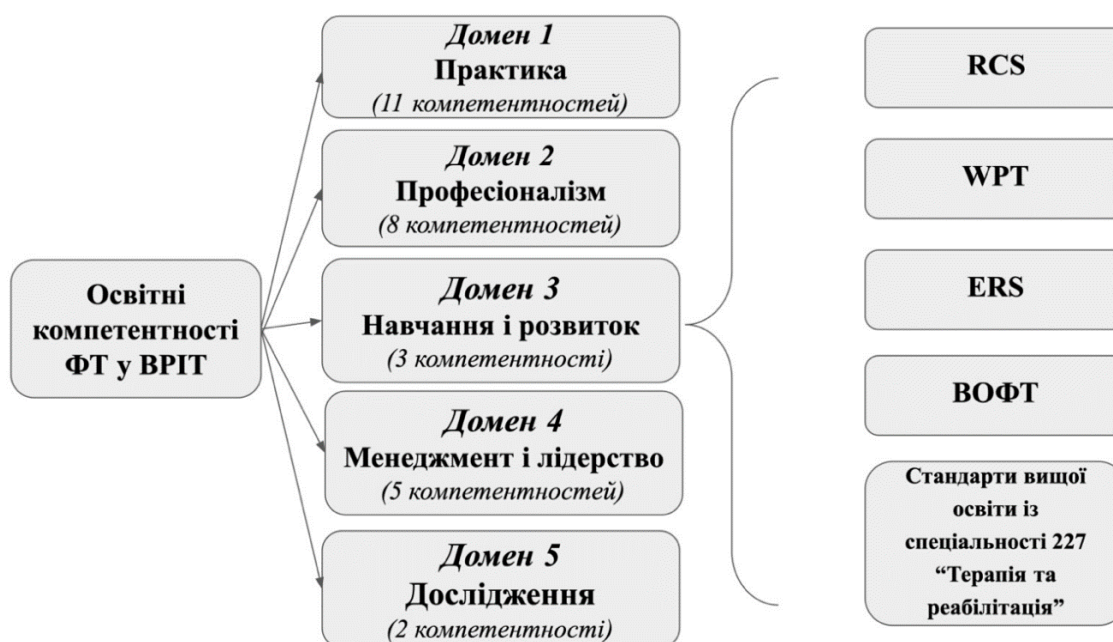 Освітні
компетентності
ФТ у ВРІТ
Домен 1
Практика
(11 компетентностей)
Домен 2
Професіоналізм
(8 компетентностей)
Домен 3
Навчання і розвиток
(3 компетентності)
Домен 4
Менеджмент і лідерство
(5 компетентностей)
Домен 5
Дослідження
(2 компетентності)
RCS
WPT
ERS
ВОФТ
Стандарти вищої
освіти із
спеціальності 227
“Терапія та
реабілітація”